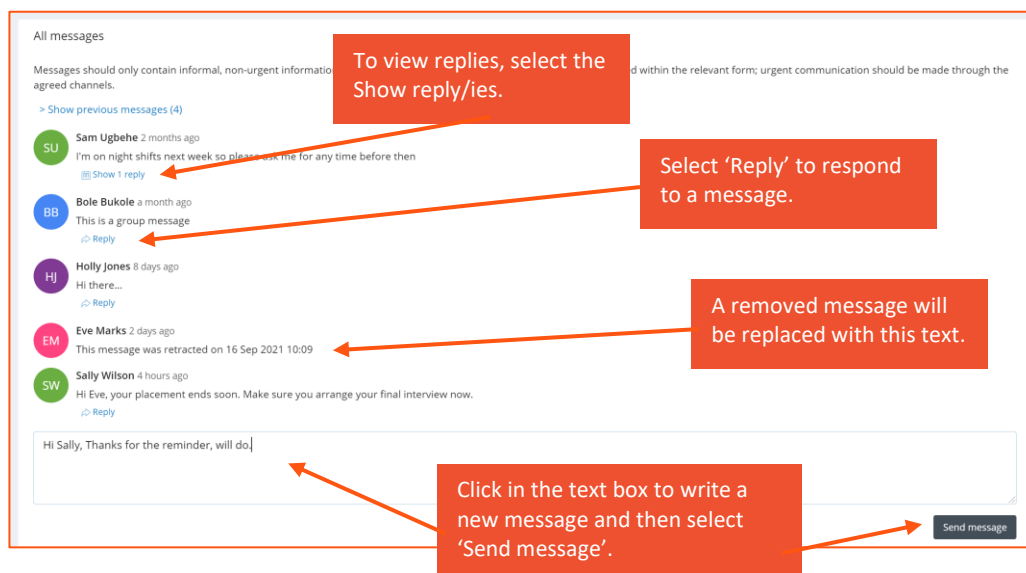 All messages
To view replies, select the
Show reply/ies.
Messages should only contain informal, non-urgent information
d within the relevant form; urgent communication should be made through the
agreed channels.
> Show previous messages (4)
SU
Sam Ugbehe 2 months ago
I'm on night shifts next week so please ask me for any time before then
Show 1 reply
Select ‘Reply’ to respond
to a message.
BB
Bole Bukole a month ago
This is a group message
Reply
HJ
Holly Jones 8 days ago
Hi there...
Reply
A removed message will
be replaced with this text.
EM
Eve Marks 2 days ago
This message was retracted on 16 Sep 2021 10:09
SW
Sally Wilson 4 hours ago
Hi Eve, your placement ends soon. Make sure you arrange your final interview now.
Reply
Hi Sally, Thanks for the reminder, will do.
Click in the text box to write a
new message and then select
‘Send message’.
Send message